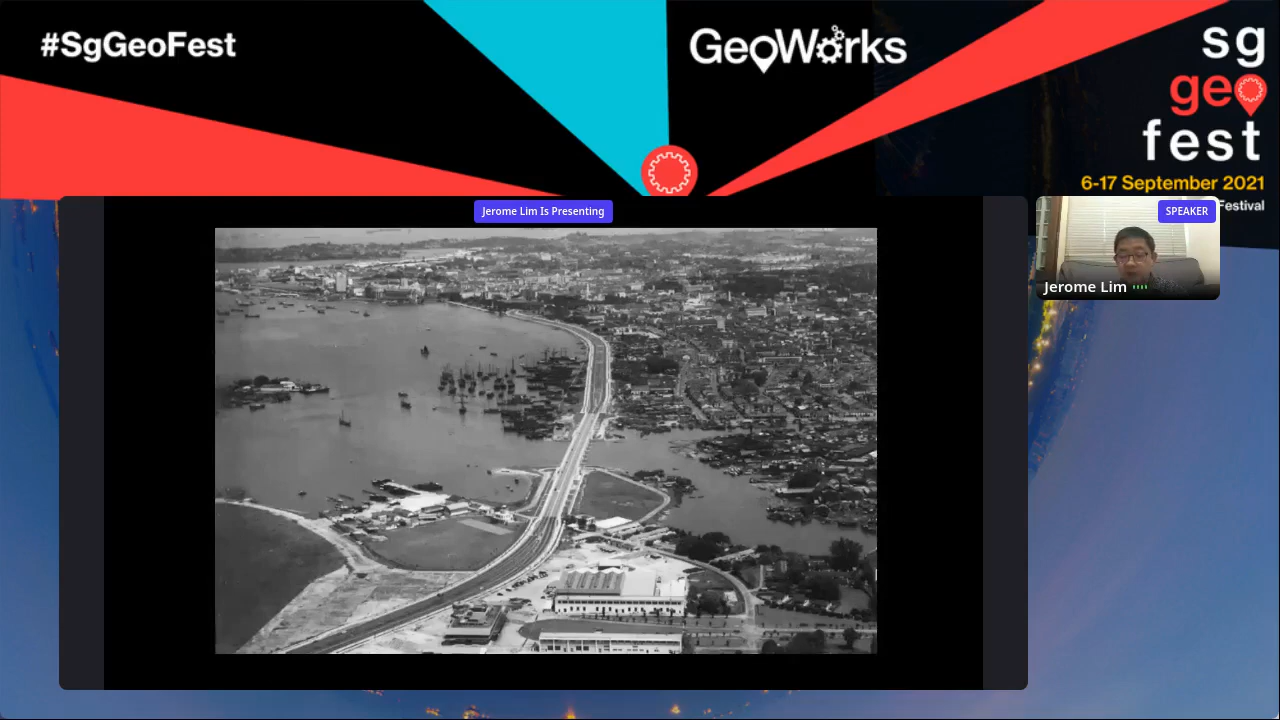 #SgGeoFest
GeoWorks
sg
geo
fest
6-17 September 2021
Festival
Jerome Lim Is Presenting
SPEAKER
Jerome Lim